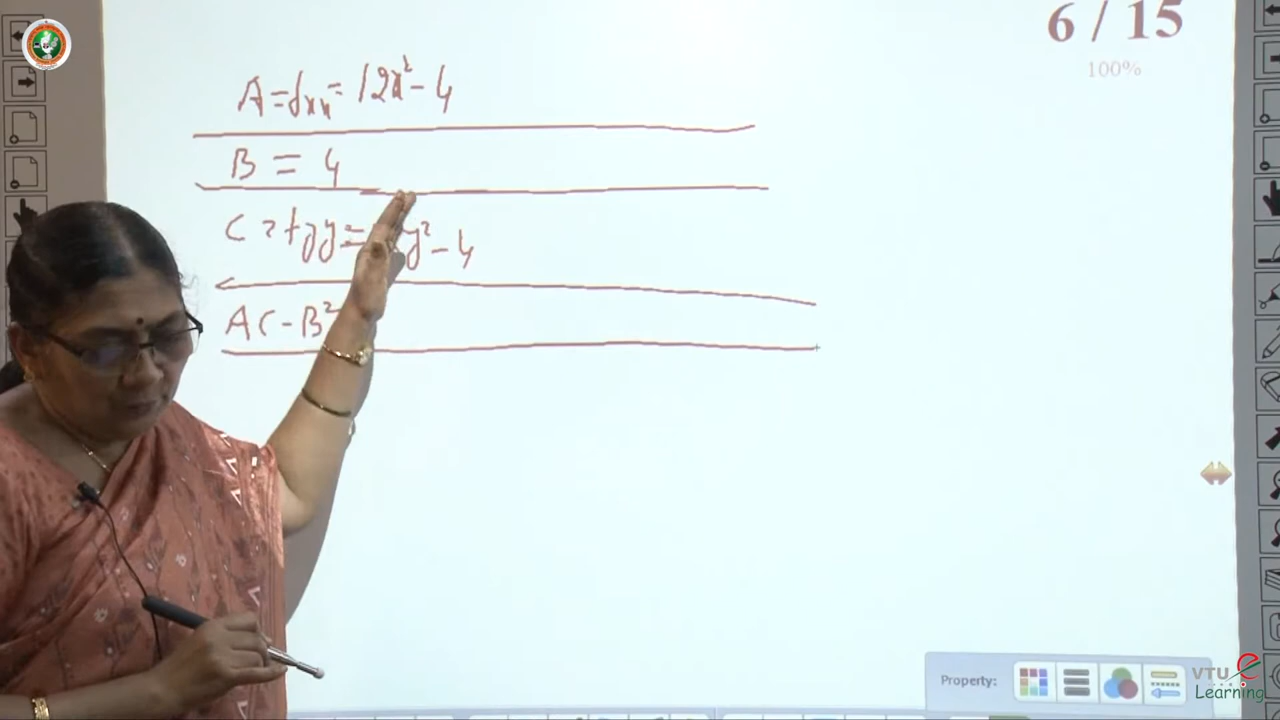 6 / 15
100%
A = fxx = 12x² - 4
B = 4
C = fyy = y² - 4
AC - B²
Property:
VTU e
Learning